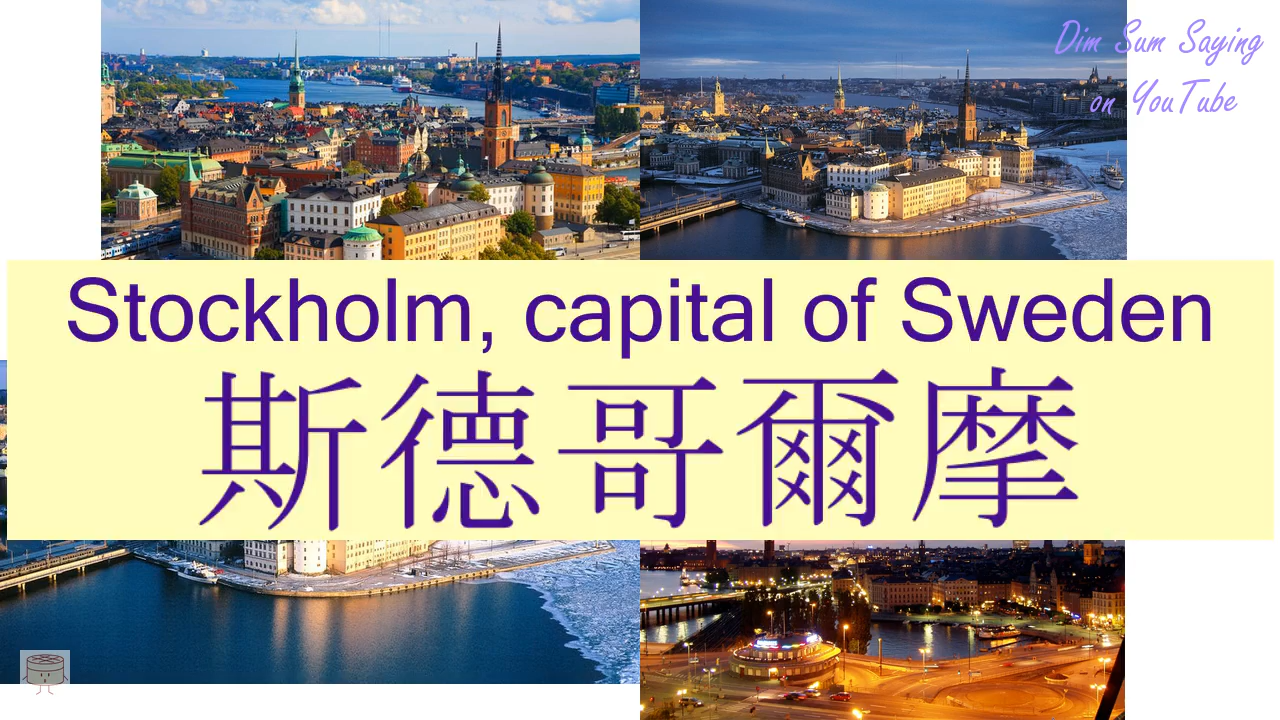 Dim Sum Saying
on YouTube
Stockholm, capital of Sweden
斯德哥爾摩